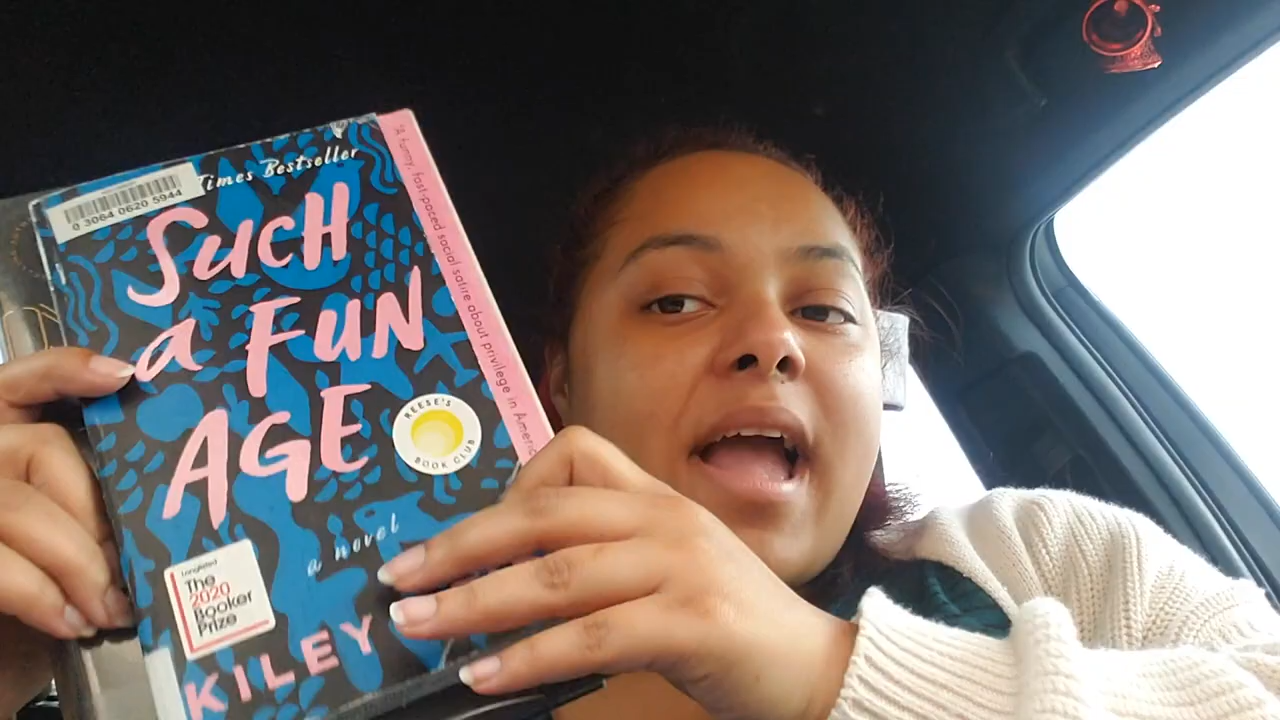 Times Bestseller
0 3064 0620 5944
SUCH
a FUN
AGE
"A funny, fast-paced social satire about privilege in Americ
REESE'S
BOOK CLUB
a novel
Longlisted
The
2020
Booker
Prize
KILEY